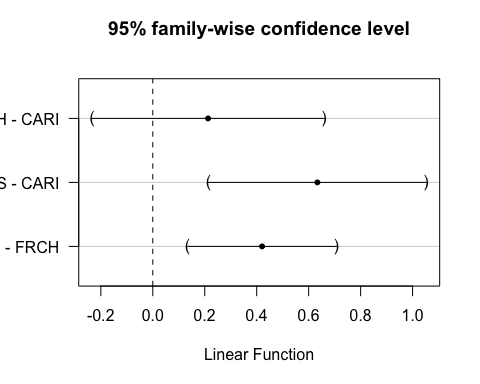 95% family-wise confidence level
H - CARI
S - CARI
- FRCH
-0.2 0.0 0.2 0.4 0.6 0.8 1.0
Linear Function